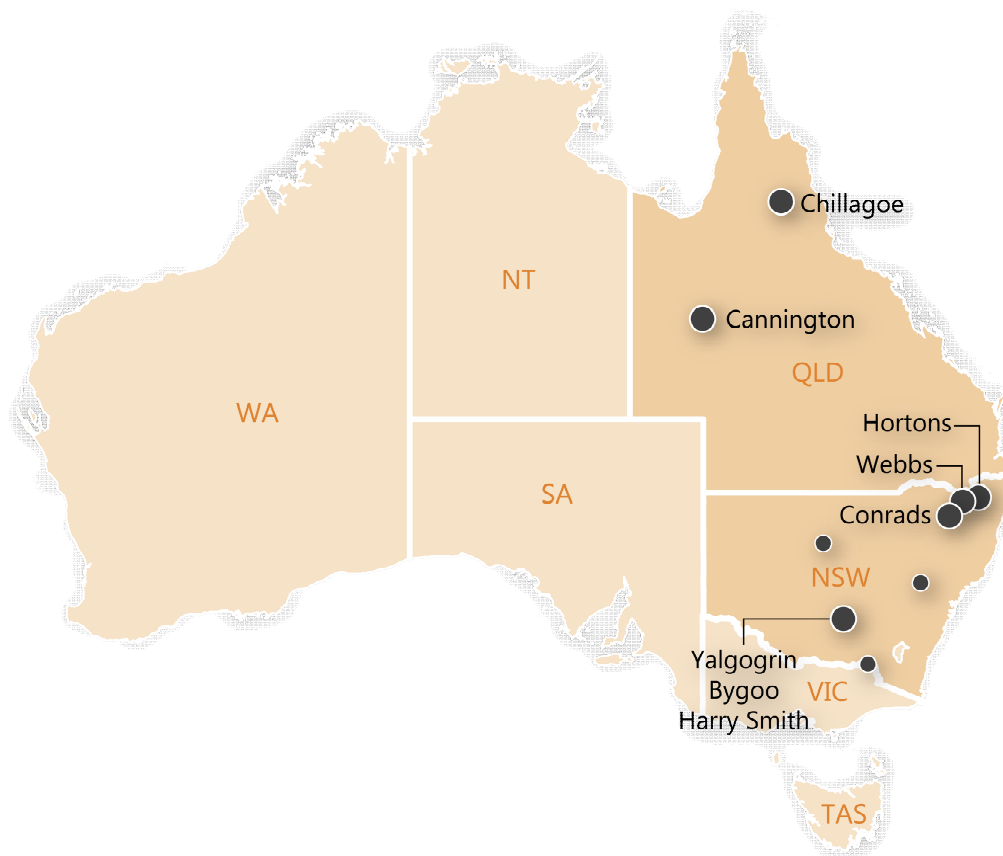 Chillagoe
NT
Cannington
QLD
WA
Hortons
Webbs
SA
Conrads
NSW
Yalgogrin
Bygoo
Harry Smith
VIC
TAS